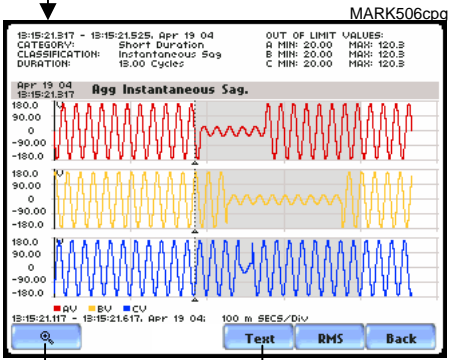 MARK506cpg
13:15:21.317 - 13:15:21.525, Apr 19 04 OUT OF LIMIT VALUES:
CATEGORY: Short Duration A MIN: 20.00 MAX: 120.3
CLASSIFICATION: Instantaneous Sag B MIN: 20.00 MAX: 120.3
DURATION: 13.00 Cycles C MIN: 20.00 MAX: 120.3
Apr 19 04
13:15:21.317 Agg Instantaneous Sag.
180.0 V
90.00
0
-90.00
-180.0
180.0 V
90.00
0
-90.00
-180.0
180.0 V
90.00
0
-90.00
-180.0
AV BV CV
13:15:21.117 - 13:15:21.617, Apr 19 04; 100 m SECS/Div
Text RMS Back